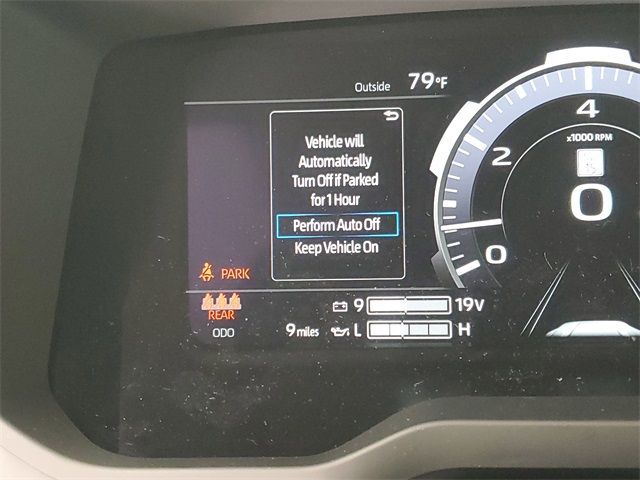 Outside 79°F
Vehicle will
Automatically
Turn Off if Parked
for 1 Hour
Perform Auto Off
Keep Vehicle On
PARK
REAR
ODO 9 miles
9 19V
L H
4
x1000 RPM
2
0
0